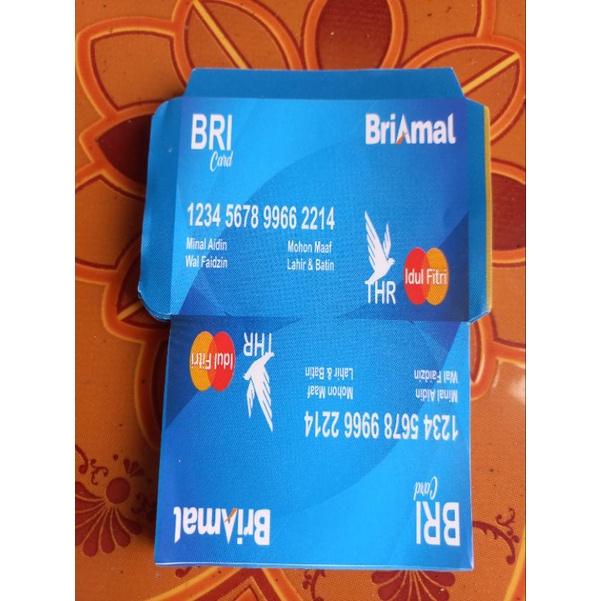 BRI
Card
BriAmal
1234 5678 9966 2214
Minal Aidin
Wal Faidzin
Mohon Maaf
Lahir & Batin
THR
Idul Fitri
BRI
Card
BriAmal
1234 5678 9966 2214
Minal Aidin
Wal Faidzin
Mohon Maaf
Lahir & Batin
THR
Idul Fitri